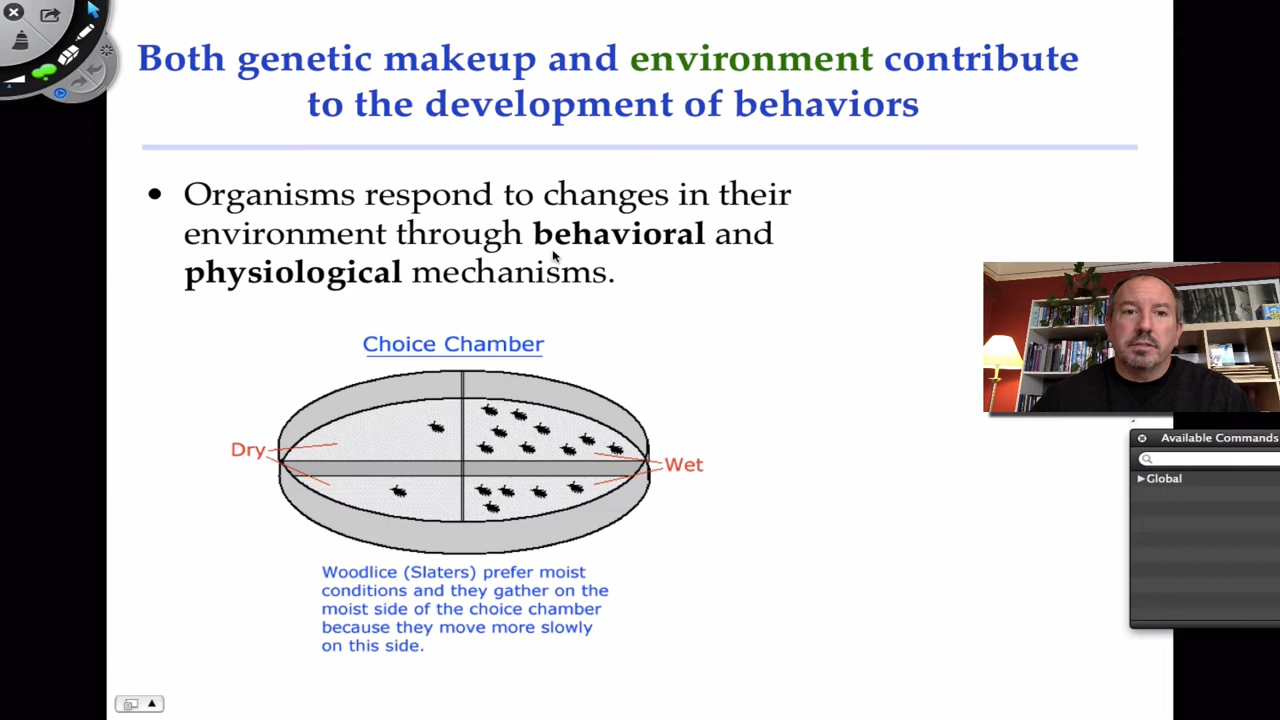 Both genetic makeup and environment contribute
to the development of behaviors
• Organisms respond to changes in their
environment through behavioral and
physiological mechanisms.
Choice Chamber
Dry
Wet
Woodlice (Slaters) prefer moist
conditions and they gather on the
moist side of the choice chamber
because they move more slowly
on this side.
Available Commands
Global